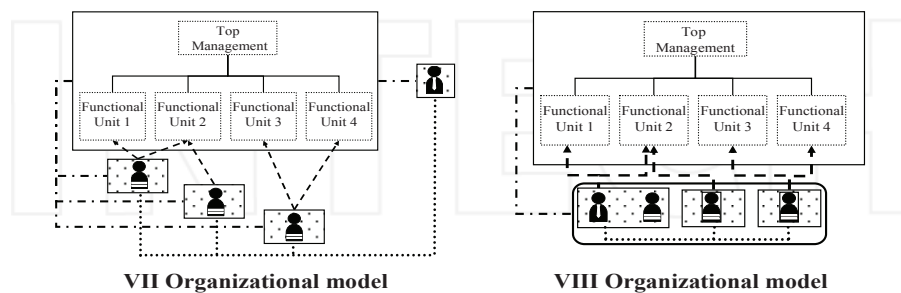 Top
Management
Functional
Unit 1
Functional
Unit 2
Functional
Unit 3
Functional
Unit 4
VII Organizational model
Top
Management
Functional
Unit 1
Functional
Unit 2
Functional
Unit 3
Functional
Unit 4
VIII Organizational model